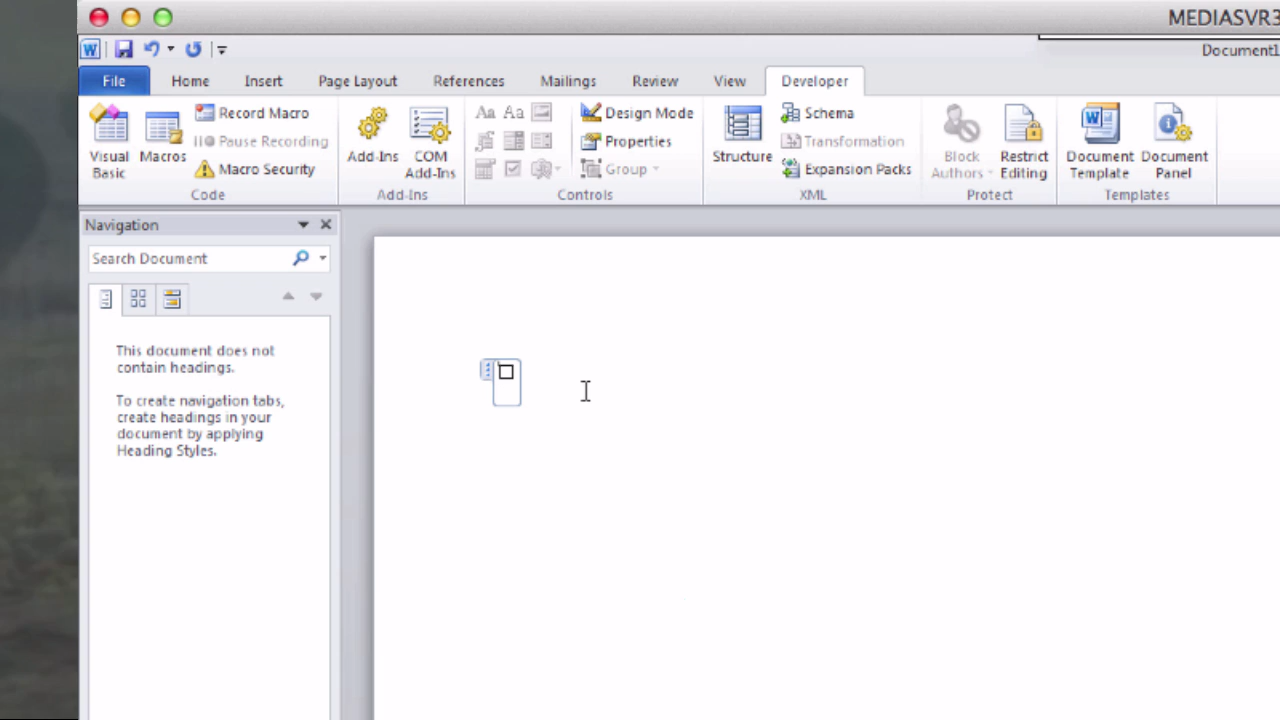 MEDIASVR3
Document1
File Home Insert Page Layout References Mailings Review View Developer
Visual Basic
Macros
Record Macro
Pause Recording
Macro Security
Code
Add-Ins
COM Add-Ins
Add-Ins
Aa Aa
Design Mode
Properties
Group
Controls
Structure
Schema
Transformation
Expansion Packs
XML
Block Authors
Restrict Editing
Protect
Document Template
Document Panel
Templates
Navigation
Search Document
This document does not
contain headings.
To create navigation tabs,
create headings in your
document by applying
Heading Styles.